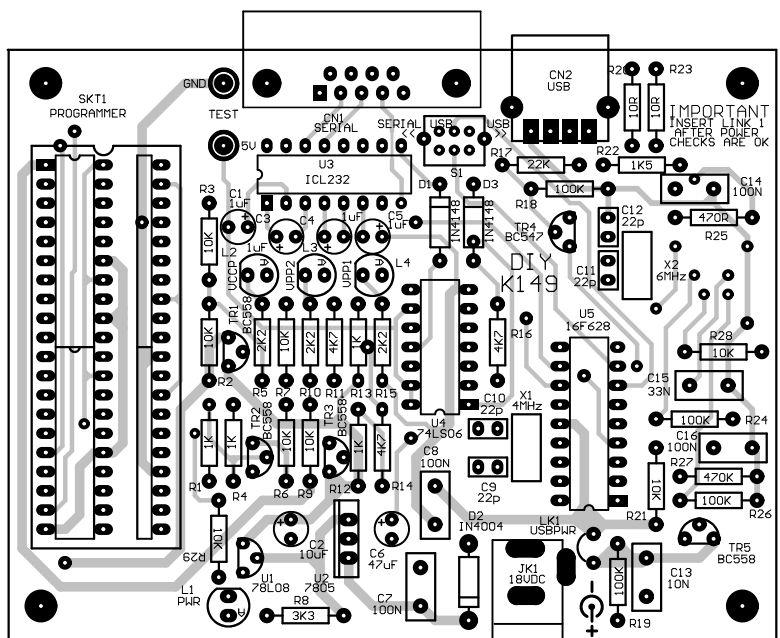 GND
TEST
5V
SKT1
PROGRAMMER
CN1
SERIAL
SERIAL
<<
USB
USB
>>
S1
CN2
USB
R20
R23
10R
10R
IMPORTANT
INSERT LINK 1
AFTER POWER
CHECKS ARE OK
U3
ICL232
R17
22K
R22
1K5
R18
100K
C14
100N
470R
R25
C12
22p
C11
22p
X2
6MHz
TR4
BC547
D1
1N4148
D3
1N4148
DIY
K149
R3
10K
C1
1uF
C3
1uF
C4
1uF
C5
1uF
L2
VCCP
L3
VPP2
VPP1
L4
TR1
BC558
10K
R2
2K2
R5
10K
R7
2K2
R10
4K7
R11
1K
R13
2K2
R15
4K7
R16
U5
16F628
R28
10K
C15
33N
100K
R24
C16
100N
R27
470K
100K
R26
10K
R21
C10
22p
X1
4MHz
C9
22p
U4
74LS06
C8
100N
1K
R1
1K
R4
TR2
BC558
10K
R6
10K
R9
TR3
BC558
1K
R12
4K7
R14
10K
R29
U1
78L08
C2
10uF
U2
7805
C6
47uF
L1
PWR
A
R8
3K3
C7
100N
D2
IN4004
LK1
USBPWR
JK1
18VDC
100K
R19
C13
10N
TR5
BC558
- +